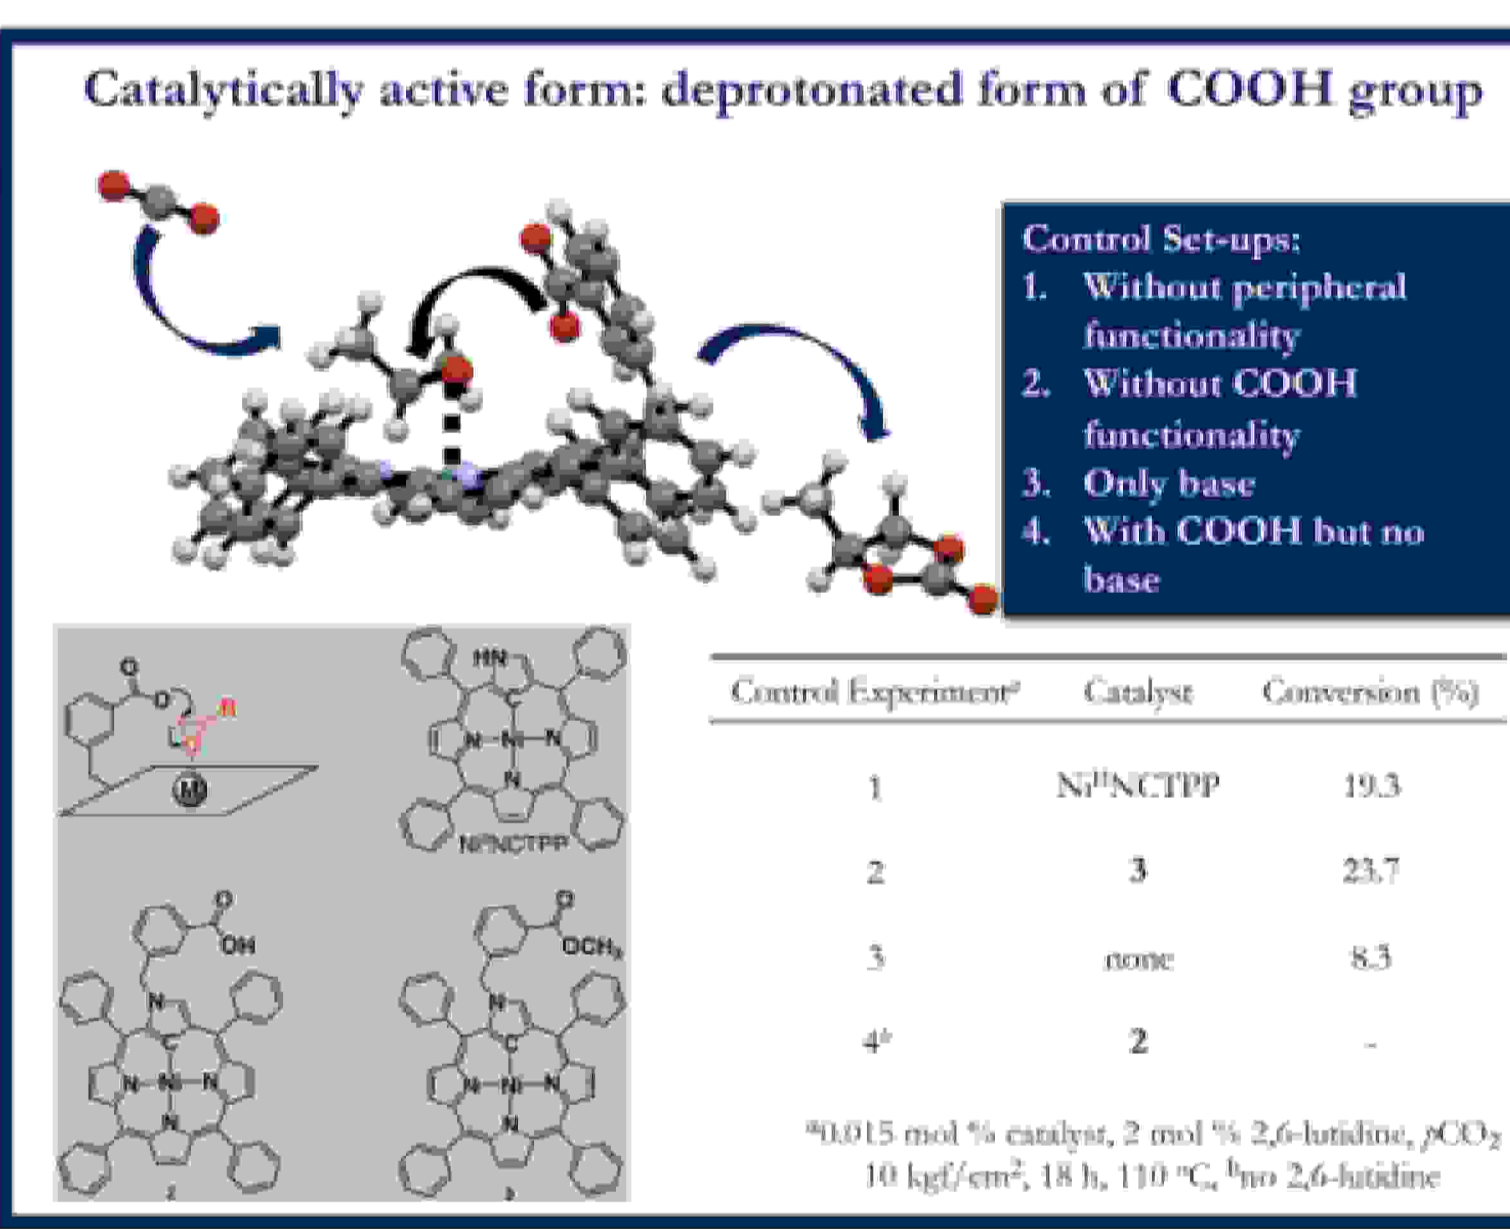 Catalytically active form: deprotonated form of COOH group
Control Set-ups:
1. Without peripheral
functionality
2. Without COOH
functionality
3. Only base
4. With COOH but no
base
O
O
R
O
M
HN
C
N Ni N
N
NiᴵᴵNCTPP
O
OH
N
C
N Ni N
N
2
O
OCH₃
N
C
N Ni N
N
3
Control Experimentᵃ Catalyst Conversion (%)
1 NiᴵᴵNCTPP 19.3
2 3 23.7
3 none 8.3
4ᵇ 2 -
ᵃ0.015 mol % catalyst, 2 mol % 2,6-lutidine, pCO₂
10 kgf/cm², 18 h, 110 °C, ᵇno 2,6-lutidine